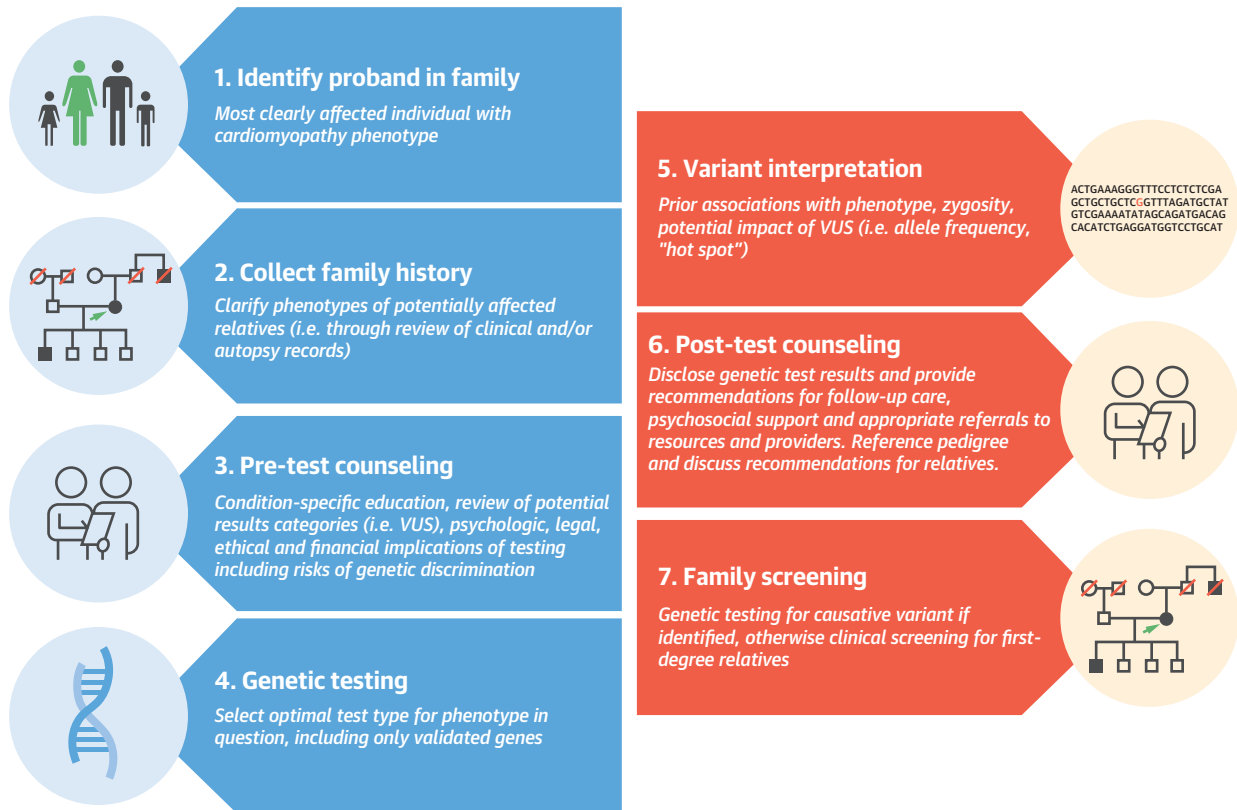 1. Identify proband in family
Most clearly affected individual with
cardiomyopathy phenotype
2. Collect family history
Clarify phenotypes of potentially affected
relatives (i.e. through review of clinical and/or
autopsy records)
3. Pre-test counseling
Condition-specific education, review of potential
results categories (i.e. VUS), psychologic, legal,
ethical and financial implications of testing
including risks of genetic discrimination
4. Genetic testing
Select optimal test type for phenotype in
question, including only validated genes
5. Variant interpretation
Prior associations with phenotype, zygosity,
potential impact of VUS (i.e. allele frequency,
"hot spot")
ACTGAAAGGGTTTCCTCTCTCGA
GCTGCTGCTCGGTTTAGATGCTAT
GTCGAAAATATAGCAGATGACAG
CACATCTGAGGATGGTCCTGCAT
6. Post-test counseling
Disclose genetic test results and provide
recommendations for follow-up care,
psychosocial support and appropriate referrals to
resources and providers. Reference pedigree
and discuss recommendations for relatives.
7. Family screening
Genetic testing for causative variant if
identified, otherwise clinical screening for first-
degree relatives